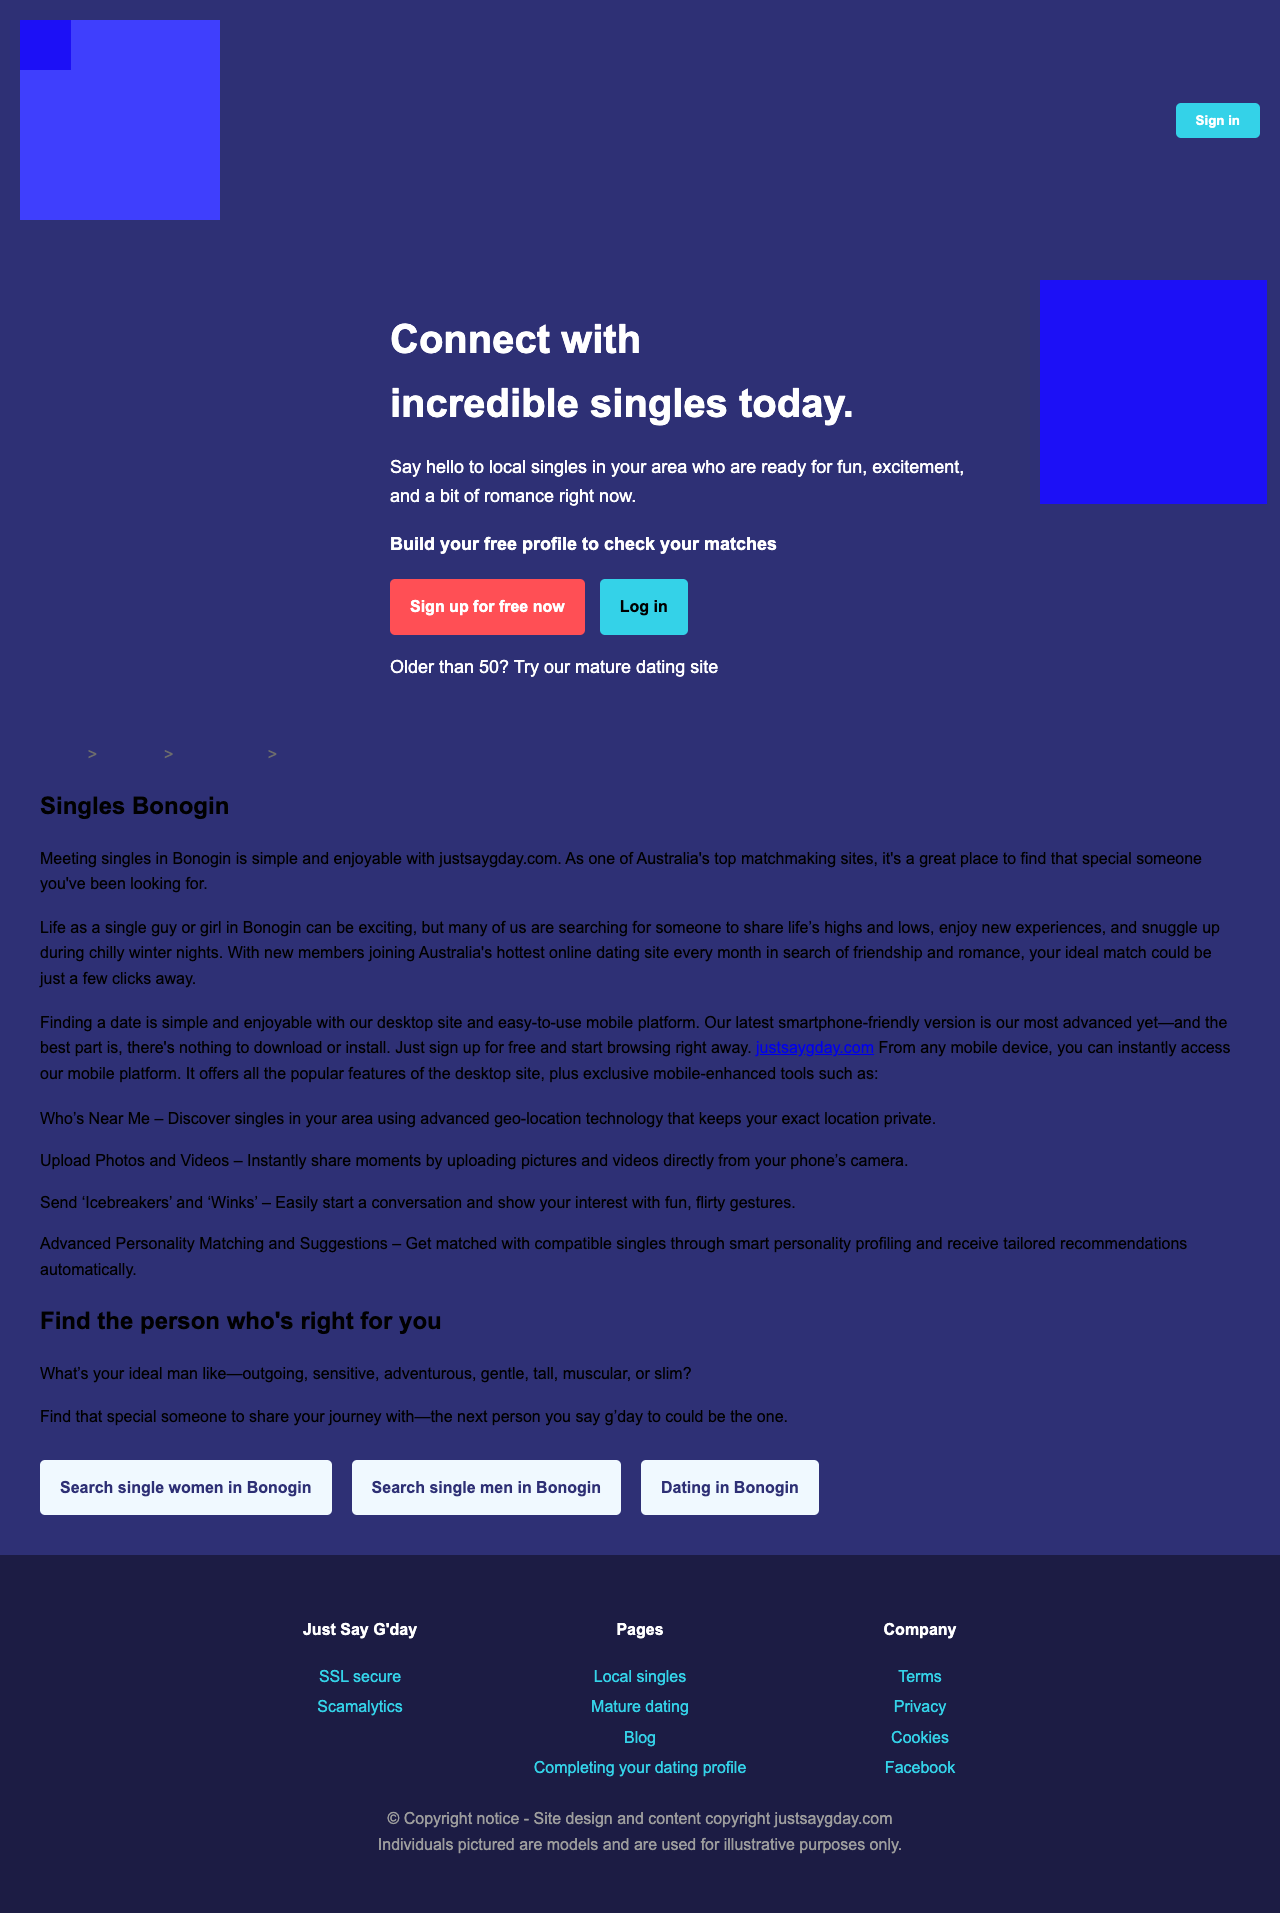 Sign in
Connect with
incredible singles today.
Say hello to local singles in your area who are ready for fun, excitement,
and a bit of romance right now.
Build your free profile to check your matches
Sign up for free now
Log in
Older than 50? Try our mature dating site
> > >
Singles Bonogin
Meeting singles in Bonogin is simple and enjoyable with justsaygday.com. As one of Australia's top matchmaking sites, it's a great place to find that special someone
you've been looking for.
Life as a single guy or girl in Bonogin can be exciting, but many of us are searching for someone to share life’s highs and lows, enjoy new experiences, and snuggle up
during chilly winter nights. With new members joining Australia's hottest online dating site every month in search of friendship and romance, your ideal match could be
just a few clicks away.
Finding a date is simple and enjoyable with our desktop site and easy-to-use mobile platform. Our latest smartphone-friendly version is our most advanced yet—and the
best part is, there's nothing to download or install. Just sign up for free and start browsing right away. justsaygday.com From any mobile device, you can instantly access
our mobile platform. It offers all the popular features of the desktop site, plus exclusive mobile-enhanced tools such as:
Who’s Near Me – Discover singles in your area using advanced geo-location technology that keeps your exact location private.
Upload Photos and Videos – Instantly share moments by uploading pictures and videos directly from your phone’s camera.
Send ‘Icebreakers’ and ‘Winks’ – Easily start a conversation and show your interest with fun, flirty gestures.
Advanced Personality Matching and Suggestions – Get matched with compatible singles through smart personality profiling and receive tailored recommendations
automatically.
Find the person who's right for you
What’s your ideal man like—outgoing, sensitive, adventurous, gentle, tall, muscular, or slim?
Find that special someone to share your journey with—the next person you say g’day to could be the one.
Search single women in Bonogin
Search single men in Bonogin
Dating in Bonogin
Just Say G'day
SSL secure
Scamalytics
Pages
Local singles
Mature dating
Blog
Completing your dating profile
Company
Terms
Privacy
Cookies
Facebook
© Copyright notice - Site design and content copyright justsaygday.com
Individuals pictured are models and are used for illustrative purposes only.